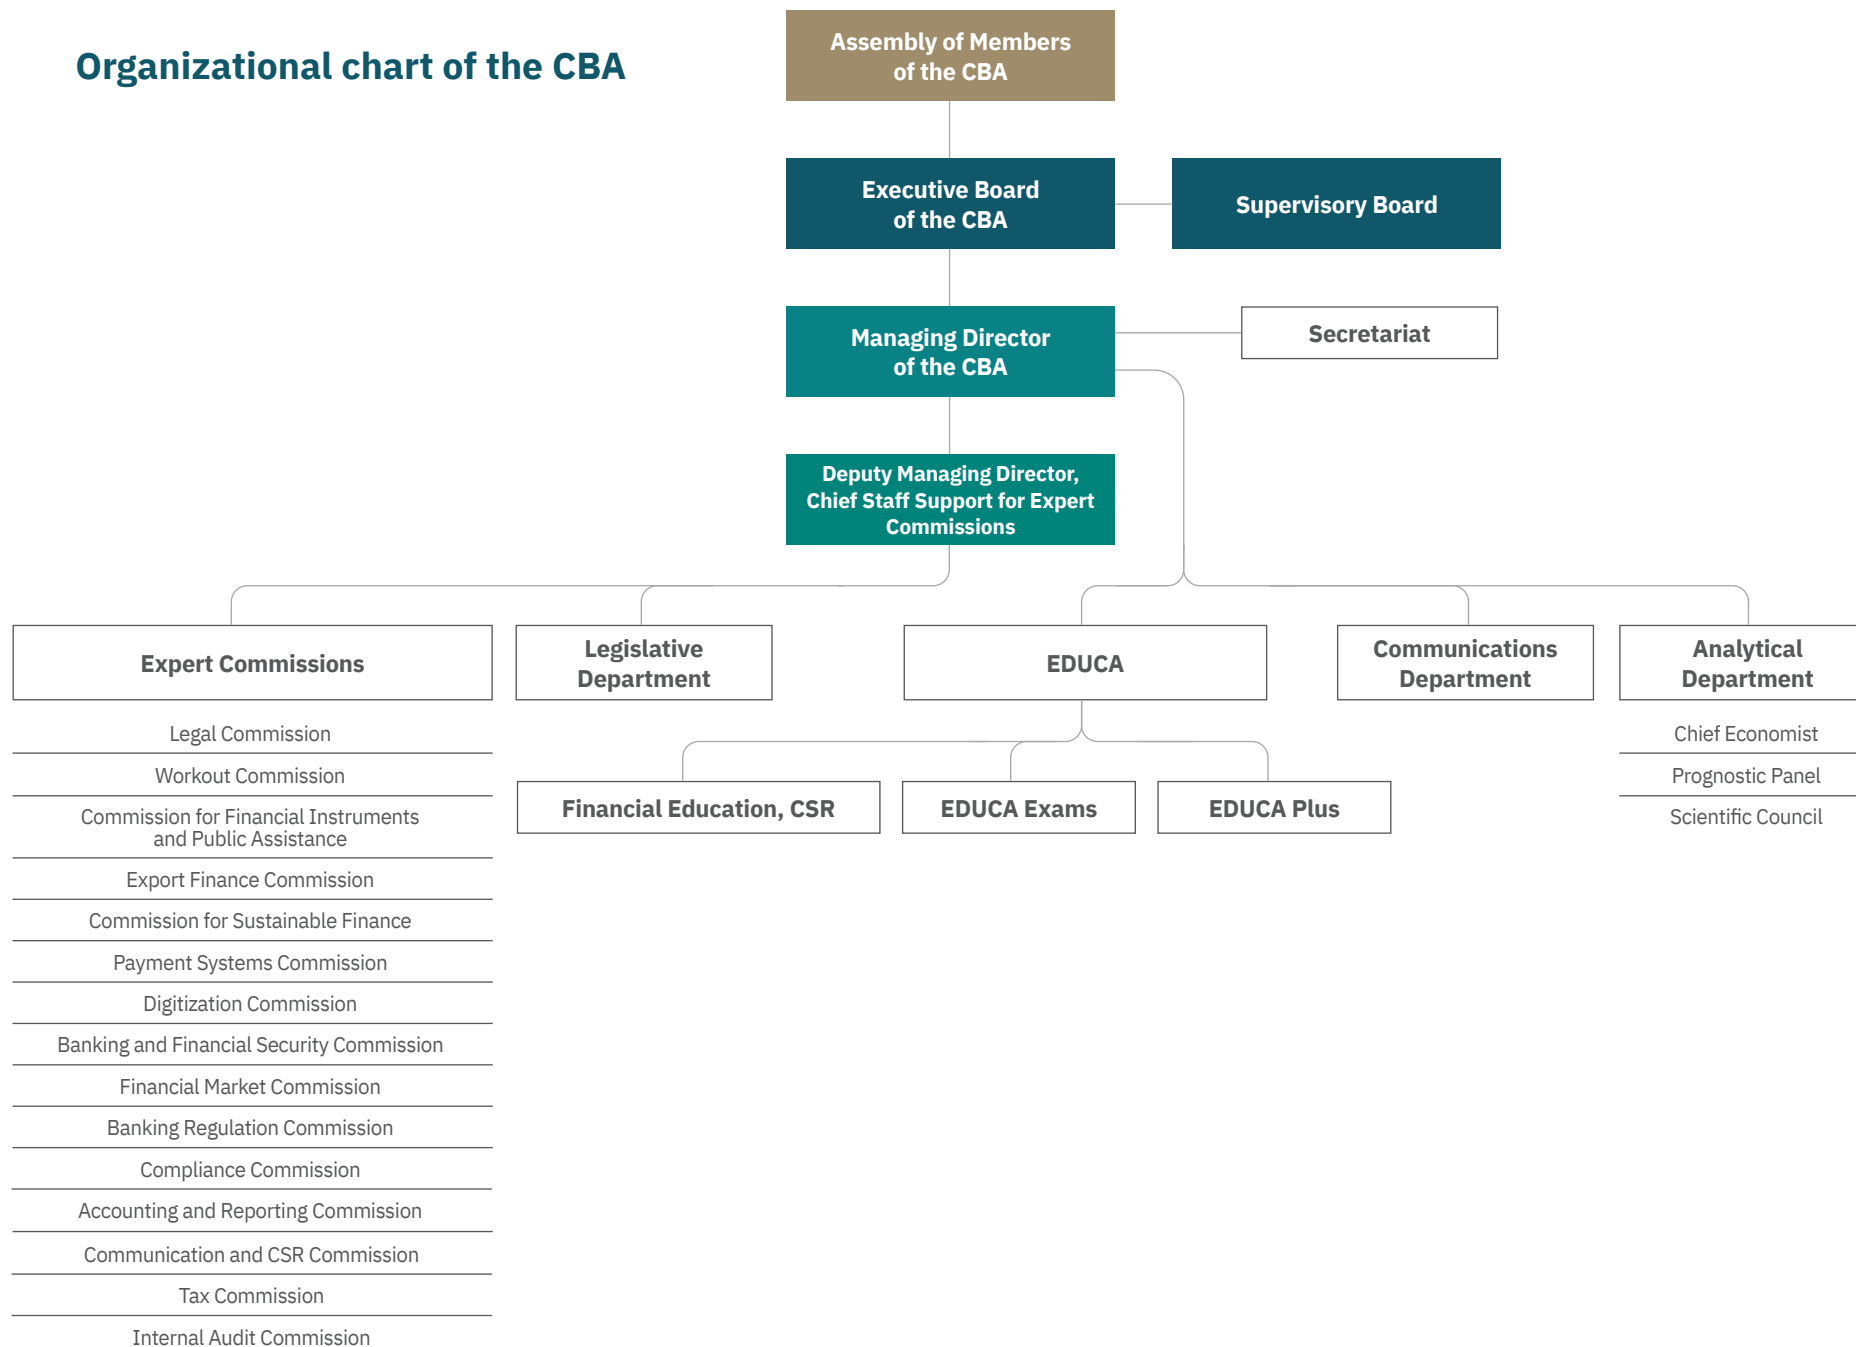 Organizational chart of the CBA
Assembly of Members
of the CBA
Executive Board
of the CBA
Supervisory Board
Managing Director
of the CBA
Secretariat
Deputy Managing Director,
Chief Staff Support for Expert
Commissions
Expert Commissions
Legislative
Department
EDUCA
Communications
Department
Analytical
Department
Legal Commission
Workout Commission
Commission for Financial Instruments
and Public Assistance
Export Finance Commission
Commission for Sustainable Finance
Payment Systems Commission
Digitization Commission
Banking and Financial Security Commission
Financial Market Commission
Banking Regulation Commission
Compliance Commission
Accounting and Reporting Commission
Communication and CSR Commission
Tax Commission
Internal Audit Commission
Financial Education, CSR
EDUCA Exams
EDUCA Plus
Chief Economist
Prognostic Panel
Scientific Council